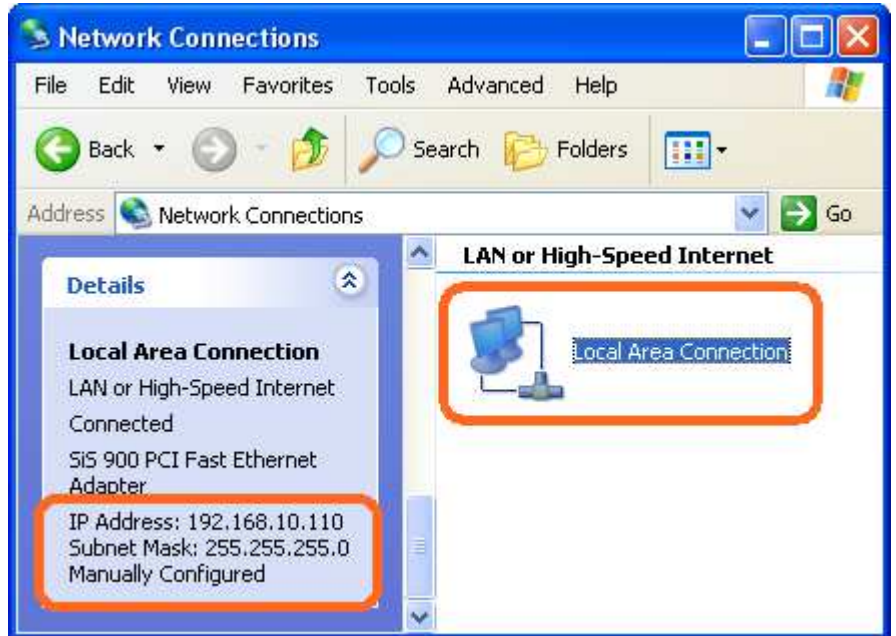 Network Connections
File Edit View Favorites Tools Advanced Help
Back Search Folders
Address Network Connections Go
Details
Local Area Connection
LAN or High-Speed Internet
Connected
SiS 900 PCI Fast Ethernet
Adapter
IP Address: 192.168.10.110
Subnet Mask: 255.255.255.0
Manually Configured
LAN or High-Speed Internet
Local Area Connection